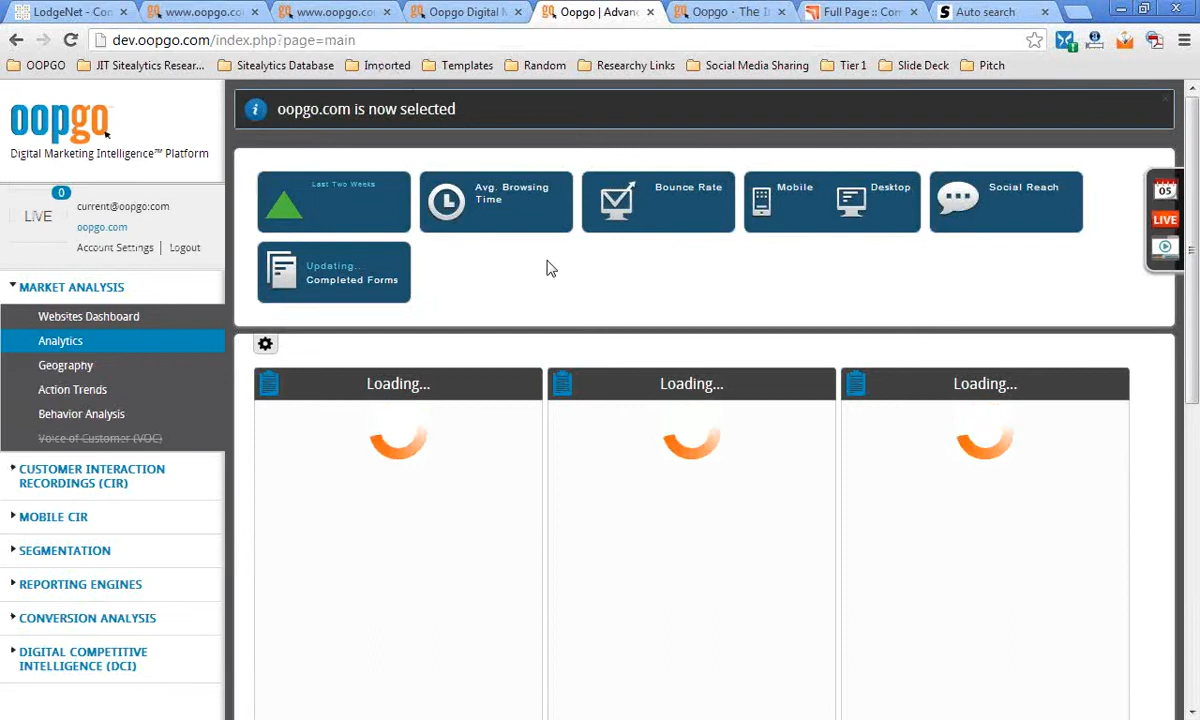 LodgeNet - Con
www.oopgo.co
www.oopgo.co
Oopgo Digital M
Oopgo | Advan
Oopgo - The I
Full Page :: Con
Auto search
dev.oopgo.com/index.php?page=main
OOPGO
JIT Sitealytics Resear...
Sitealytics Database
Imported
Templates
Random
Researchy Links
Social Media Sharing
Tier 1
Slide Deck
Pitch
oopgo
Digital Marketing Intelligence™ Platform
0
LIVE
current@oopgo.com
oopgo.com
Account Settings | Logout
MARKET ANALYSIS
Websites Dashboard
Analytics
Geography
Action Trends
Behavior Analysis
Voice of Customer (VOC)
CUSTOMER INTERACTION
RECORDINGS (CIR)
MOBILE CIR
SEGMENTATION
REPORTING ENGINES
CONVERSION ANALYSIS
DIGITAL COMPETITIVE
INTELLIGENCE (DCI)
oopgo.com is now selected
Last Two Weeks
Avg. Browsing
Time
Bounce Rate
Mobile
Desktop
Social Reach
Updating..
Completed Forms
05
LIVE
Loading...
Loading...
Loading...